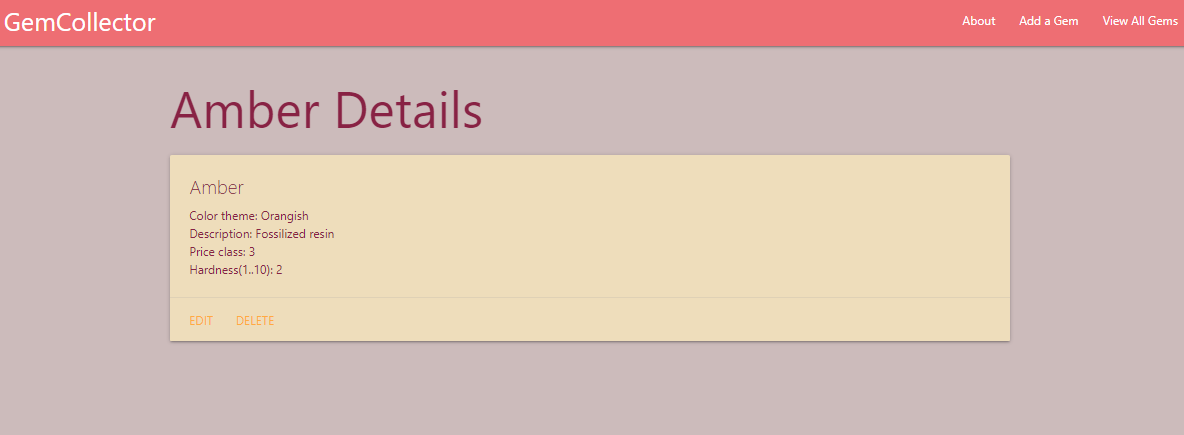 GemCollector
About
Add a Gem
View All Gems
Amber Details
Amber
Color theme: Orangish
Description: Fossilized resin
Price class: 3
Hardness(1..10): 2
EDIT
DELETE